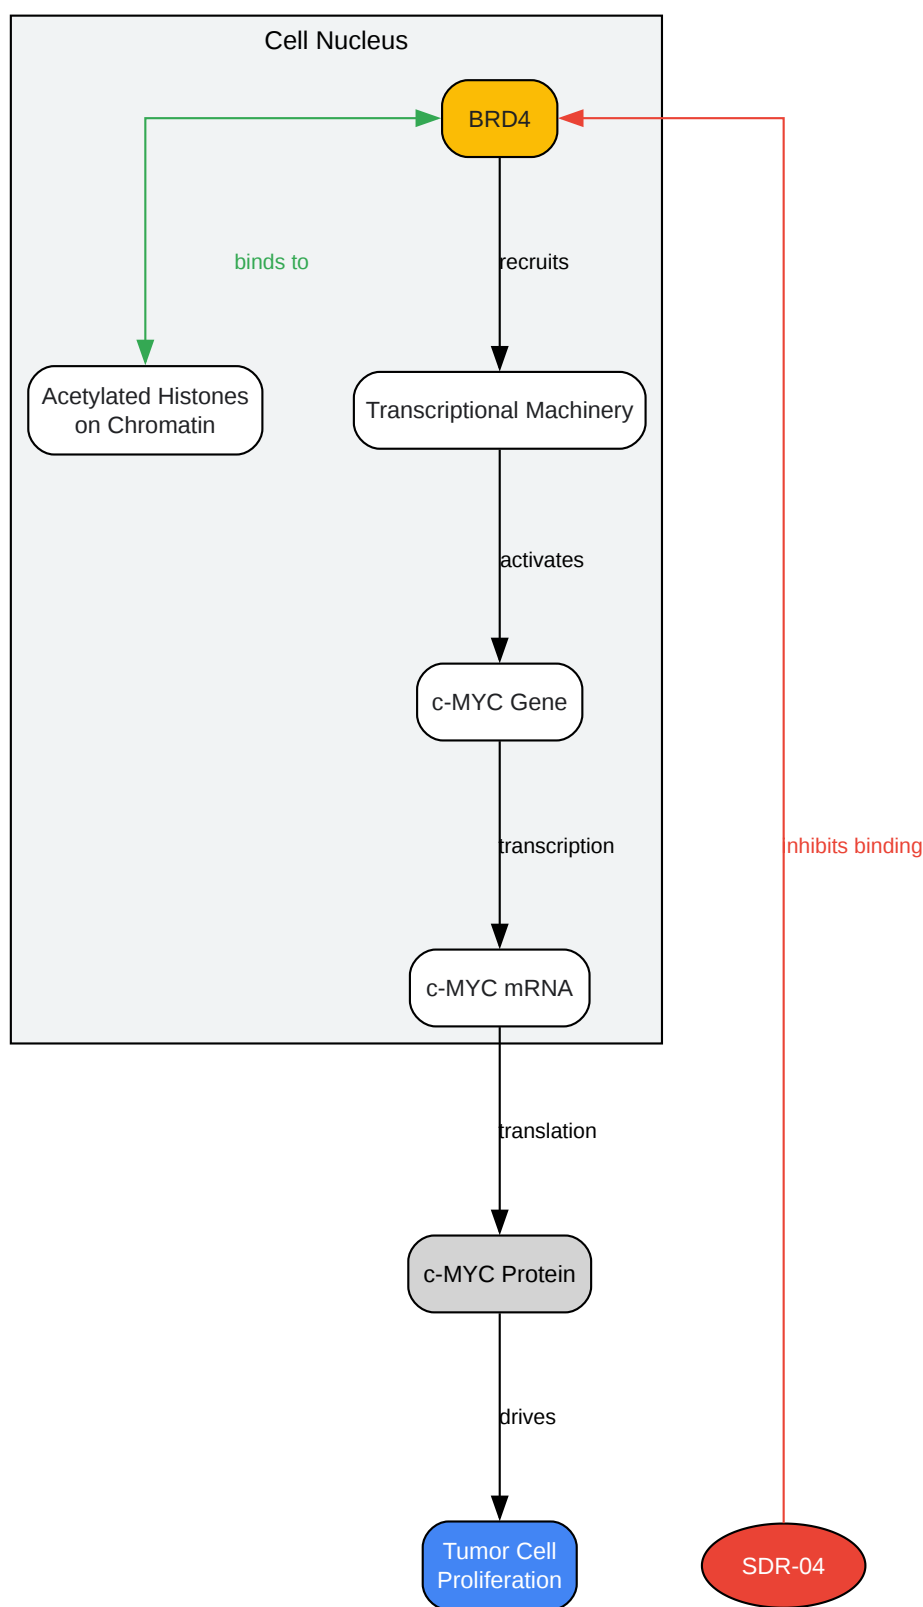 Cell Nucleus
BRD4
binds to
recruits
Acetylated Histones
on Chromatin
Transcriptional Machinery
activates
c-MYC Gene
transcription
inhibits binding
c-MYC mRNA
translation
c-MYC Protein
drives
Tumor Cell
Proliferation
SDR-04